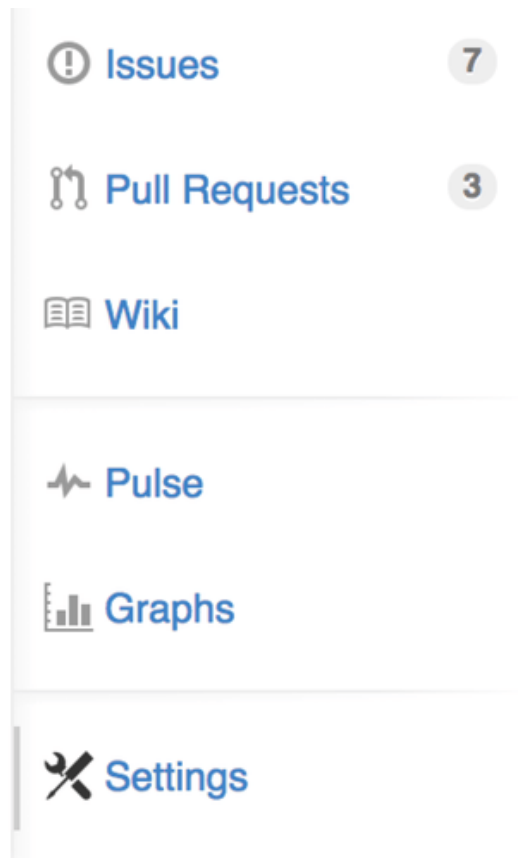 Issues 7
Pull Requests 3
Wiki
Pulse
Graphs
Settings